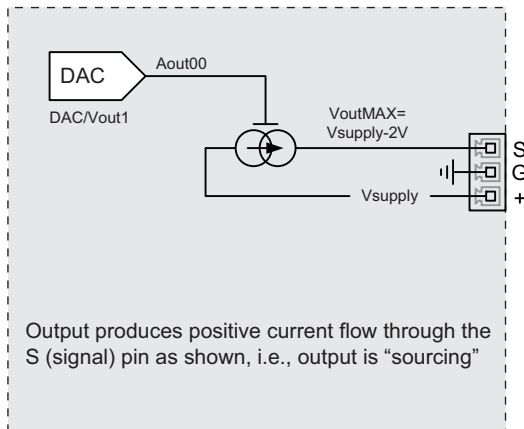 DAC
Aout00
DAC/Vout1
VoutMAX=
Vsupply-2V
S
G
Vsupply
+
Output produces positive current flow through the
S (signal) pin as shown, i.e., output is “sourcing”